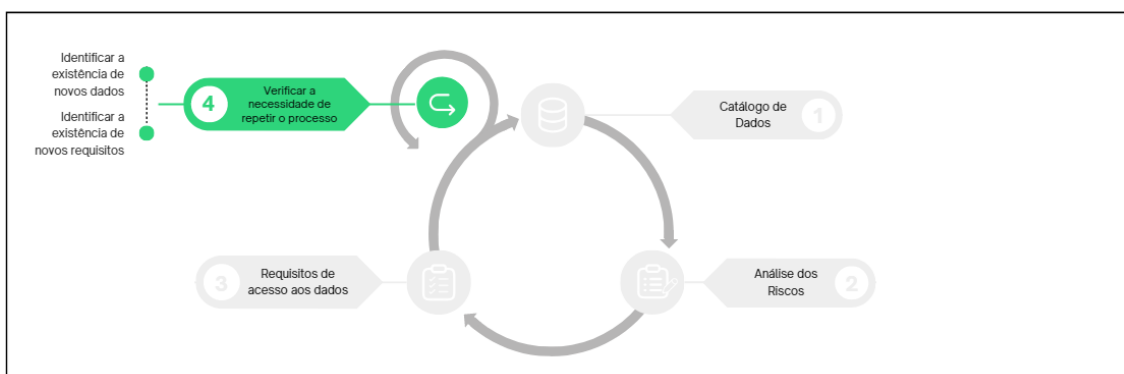 Identificar a
existência de
novos dados
Identificar a
existência de
novos requisitos
4
Verificar a
necessidade de
repetir o processo
Catálogo de
Dados
1
3
Requisitos de
acesso aos dados
Análise dos
Riscos
2